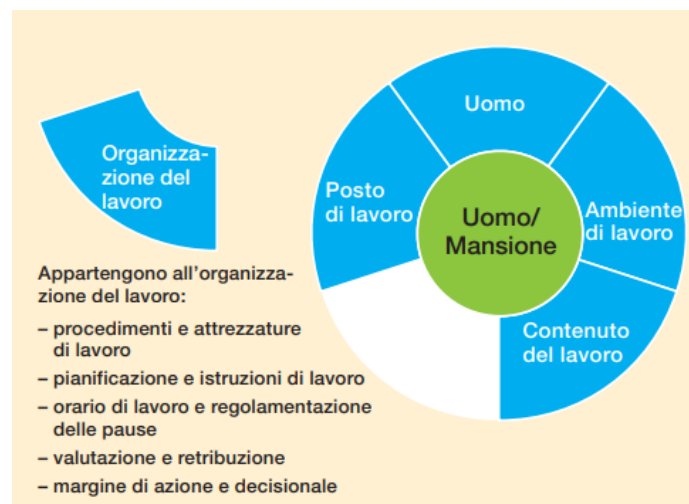 Organizza-
zione del
lavoro
Uomo
Posto
di lavoro
Uomo/
Mansione
Ambiente
di lavoro
Contenuto
del lavoro
Appartengono all’organizza-
zione del lavoro:
– procedimenti e attrezzature
di lavoro
– pianificazione e istruzioni di lavoro
– orario di lavoro e regolamentazione
delle pause
– valutazione e retribuzione
– margine di azione e decisionale